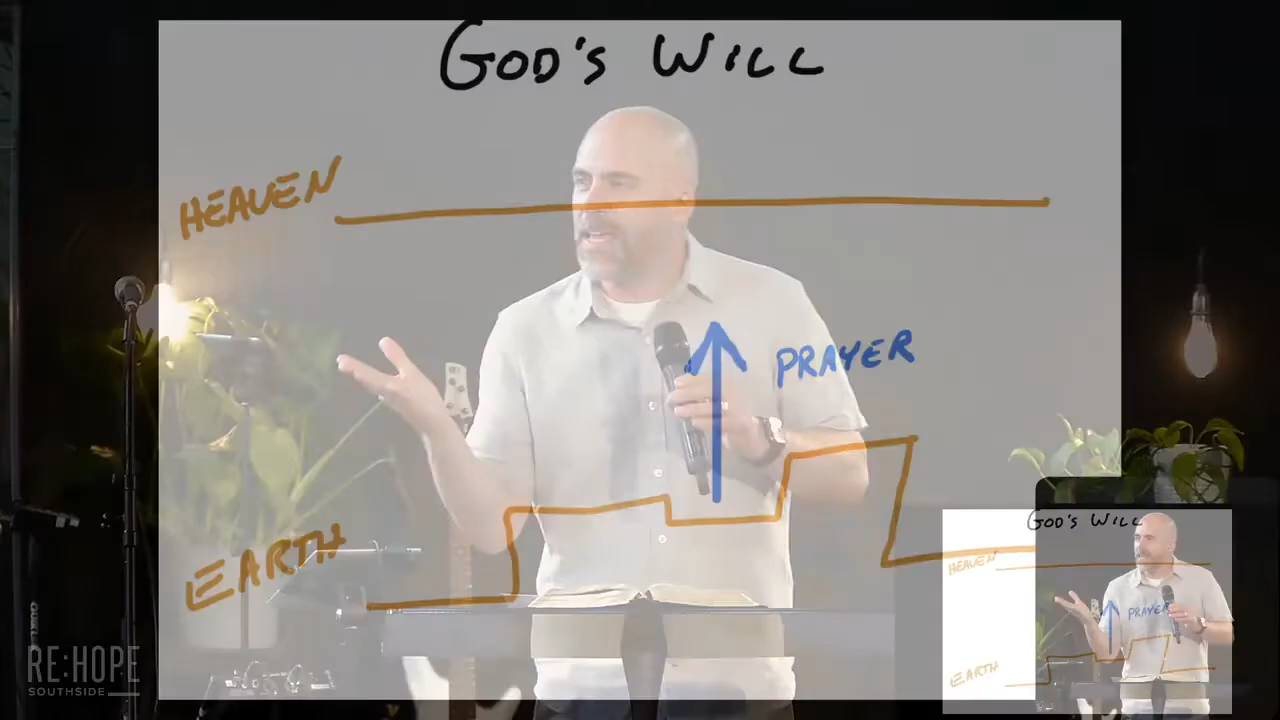 GOD'S WILL
HEAVEN
PRAYER
EARTH
GOD'S WILL
HEAVEN
PRAYER
EARTH
RE:HOPE
SOUTHSIDE